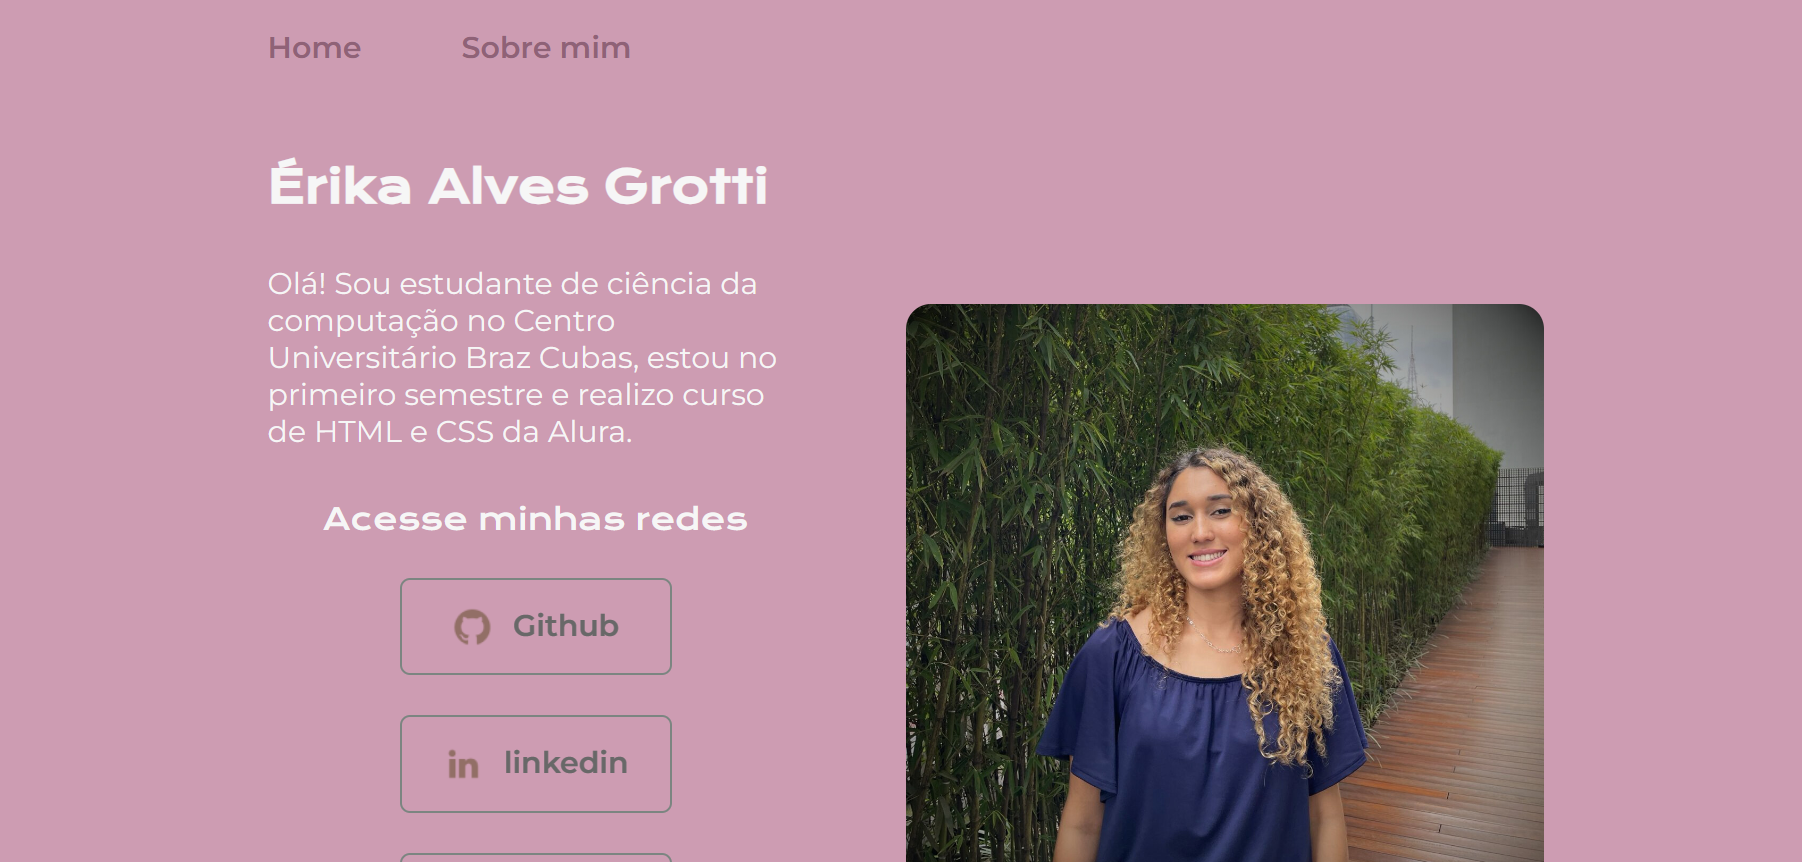 Home Sobre mim
Érika Alves Grotti
Olá! Sou estudante de ciência da
computação no Centro
Universitário Braz Cubas, estou no
primeiro semestre e realizo curso
de HTML e CSS da Alura.
Acesse minhas redes
Github
linkedin